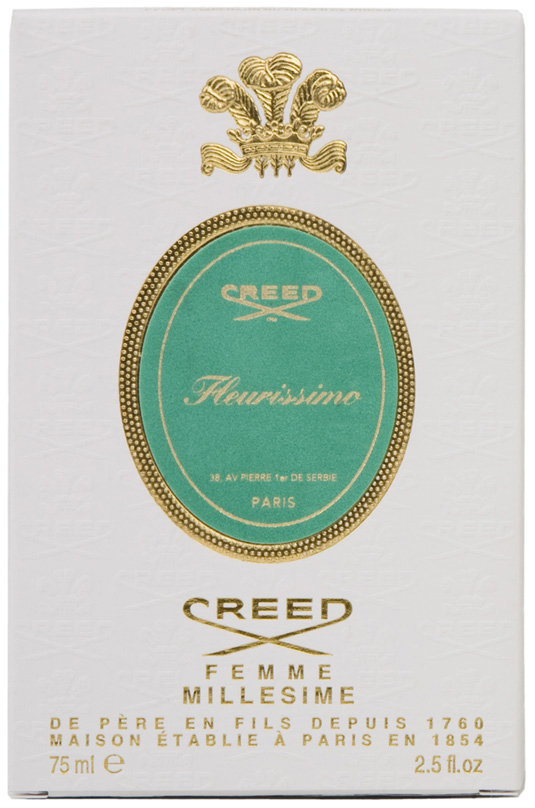 CREED
Fleurissimo
38, AV PIERRE 1er DE SERBIE
PARIS
CREED
FEMME
MILLESIME
DE PÈRE EN FILS DEPUIS 1760
MAISON ÉTABLIE À PARIS EN 1854
75 ml ℮ 2.5 fl.oz